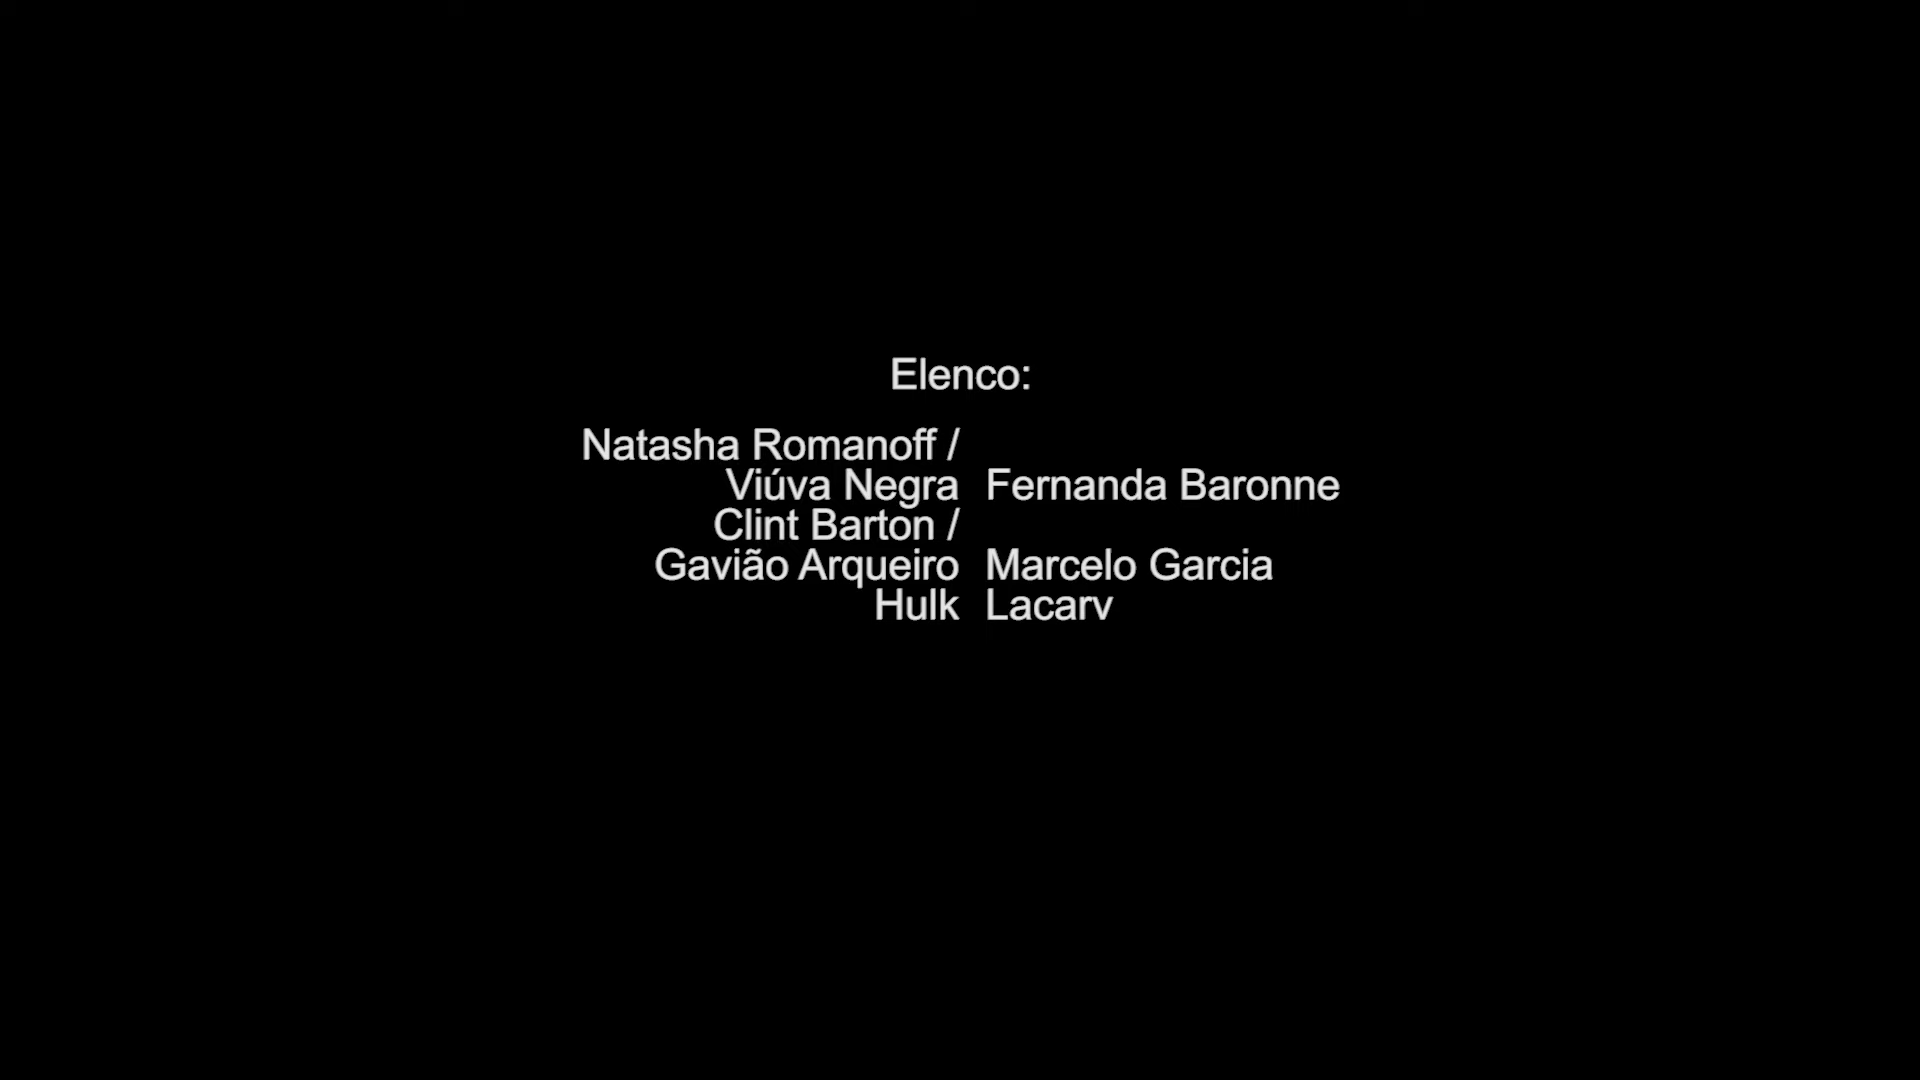 Elenco:
Natasha Romanoff /
Viúva Negra Fernanda Baronne
Clint Barton /
Gavião Arqueiro Marcelo Garcia
Hulk Lacarv